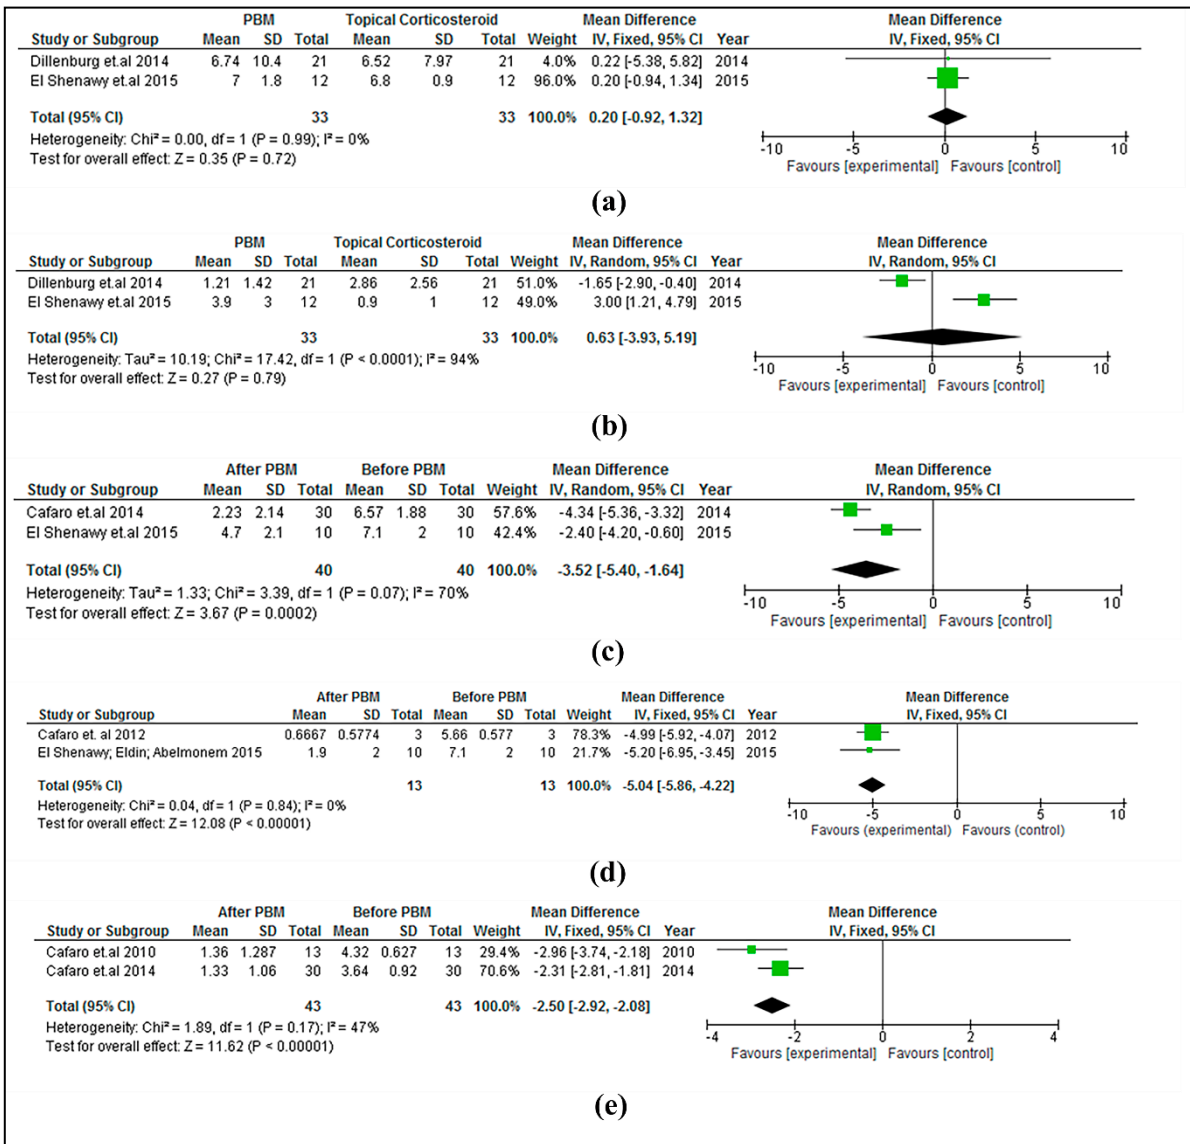 PBM Topical Corticosteroid Mean Difference Mean Difference
Study or Subgroup Mean SD Total Mean SD Total Weight IV, Fixed, 95% CI Year IV, Fixed, 95% CI
Dillenburg et.al 2014 6.74 10.4 21 6.52 7.97 21 4.0% 0.22 [-5.38, 5.82] 2014
El Shenawy et.al 2015 7 1.8 12 6.8 0.9 12 96.0% 0.20 [-0.94, 1.34] 2015
Total (95% CI) 33 33 100.0% 0.20 [-0.92, 1.32]
Heterogeneity: Chi² = 0.00, df = 1 (P = 0.99); I² = 0%
Test for overall effect: Z = 0.35 (P = 0.72)
-10 -5 0 5 10
Favours [experimental] Favours [control]
(a)
PBM Topical Corticosteroid Mean Difference Mean Difference
Study or Subgroup Mean SD Total Mean SD Total Weight IV, Random, 95% CI Year IV, Random, 95% CI
Dillenburg et.al 2014 1.21 1.42 21 2.86 2.56 21 51.0% -1.65 [-2.90, -0.40] 2014
El Shenawy et.al 2015 3.9 3 12 0.9 1 12 49.0% 3.00 [1.21, 4.79] 2015
Total (95% CI) 33 33 100.0% 0.63 [-3.93, 5.19]
Heterogeneity: Tau² = 10.19; Chi² = 17.42, df = 1 (P < 0.0001); I² = 94%
Test for overall effect: Z = 0.27 (P = 0.79)
-10 -5 0 5 10
Favours [experimental] Favours [control]
(b)
After PBM Before PBM Mean Difference Mean Difference
Study or Subgroup Mean SD Total Mean SD Total Weight IV, Random, 95% CI Year IV, Random, 95% CI
Cafaro et.al 2014 2.23 2.14 30 6.57 1.88 30 57.6% -4.34 [-5.36, -3.32] 2014
El Shenawy et.al 2015 4.7 2.1 10 7.1 2 10 42.4% -2.40 [-4.20, -0.60] 2015
Total (95% CI) 40 40 100.0% -3.52 [-5.40, -1.64]
Heterogeneity: Tau² = 1.33; Chi² = 3.39, df = 1 (P = 0.07); I² = 70%
Test for overall effect: Z = 3.67 (P = 0.0002)
-10 -5 0 5 10
Favours [experimental] Favours [control]
(c)
After PBM Before PBM Mean Difference Mean Difference
Study or Subgroup Mean SD Total Mean SD Total Weight IV, Fixed, 95% CI Year IV, Fixed, 95% CI
Cafaro et. al 2012 0.6667 0.5774 3 5.66 0.577 3 78.3% -4.99 [-5.92, -4.07] 2012
El Shenawy; Eldin; Abelmonem 2015 1.9 2 10 7.1 2 10 21.7% -5.20 [-6.95, -3.45] 2015
Total (95% CI) 13 13 100.0% -5.04 [-5.86, -4.22]
Heterogeneity: Chi² = 0.04, df = 1 (P = 0.84); I² = 0%
Test for overall effect: Z = 12.08 (P < 0.00001)
-10 -5 0 5 10
Favours (experimental) Favours (control)
(d)
After PBM Before PBM Mean Difference Mean Difference
Study or Subgroup Mean SD Total Mean SD Total Weight IV, Fixed, 95% CI Year IV, Fixed, 95% CI
Cafaro et.al 2010 1.36 1.287 13 4.32 0.627 13 29.4% -2.96 [-3.74, -2.18] 2010
Cafaro et.al 2014 1.33 1.06 30 3.64 0.92 30 70.6% -2.31 [-2.81, -1.81] 2014
Total (95% CI) 43 43 100.0% -2.50 [-2.92, -2.08]
Heterogeneity: Chi² = 1.89, df = 1 (P = 0.17); I² = 47%
Test for overall effect: Z = 11.62 (P < 0.00001)
-4 -2 0 2 4
Favours [experimental] Favours [control]
(e)